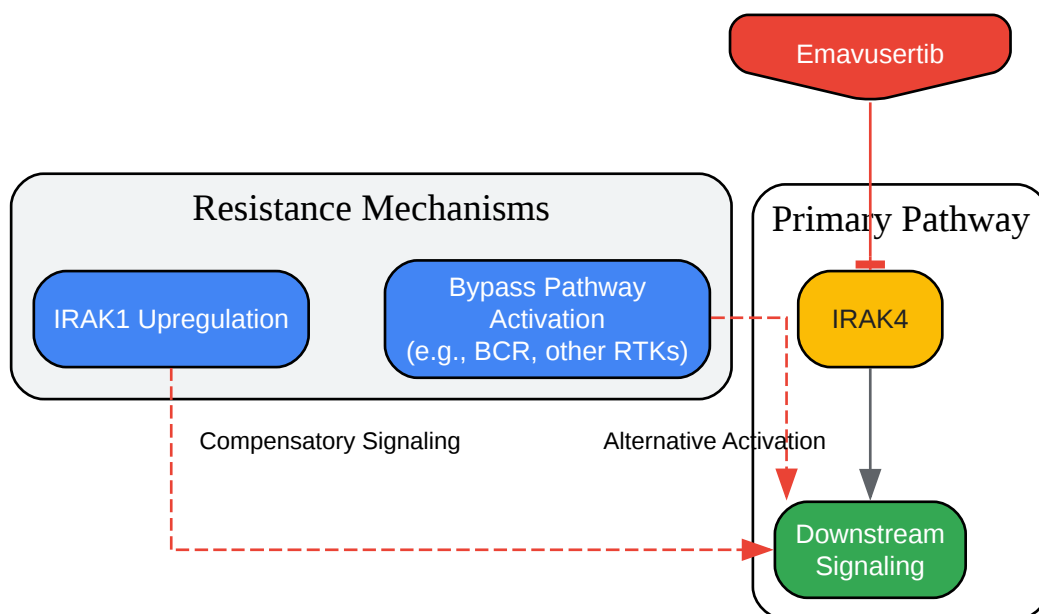 Emavusertib
Resistance Mechanisms
Primary Pathway
IRAK1 Upregulation
Bypass Pathway
Activation
(e.g., BCR, other RTKs)
IRAK4
Compensatory Signaling
Alternative Activation
Downstream
Signaling